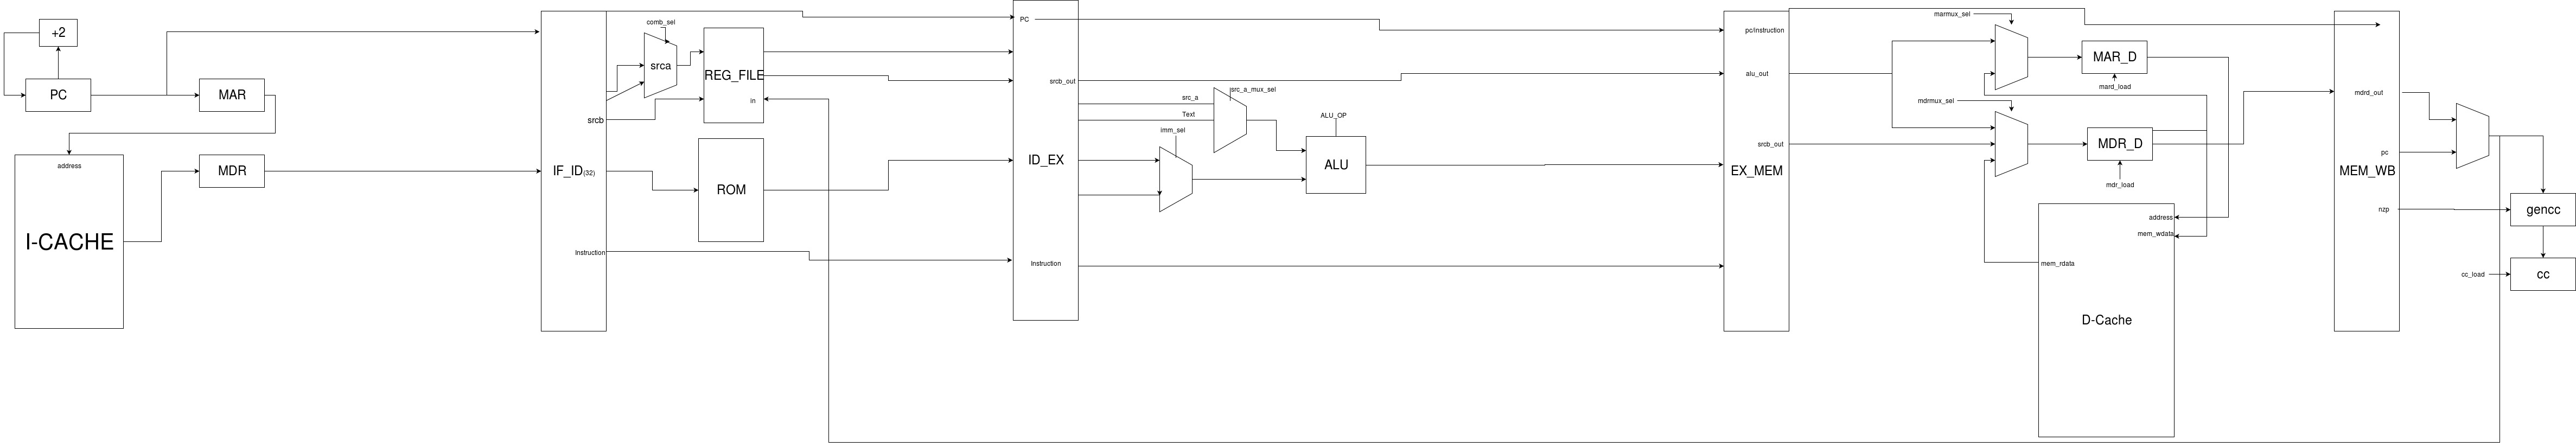 +2
PC
MAR
address
I-CACHE
MDR
IF_ID(32)
srcb
Instruction
comb_sel
srca
REG_FILE
in
ROM
PC
srcb_out
ID_EX
Instruction
src_a
Text
src_a_mux_sel
imm_sel
ALU_OP
ALU
pc/instruction
alu_out
srcb_out
EX_MEM
marmux_sel
MAR_D
mard_load
mdrmux_sel
MDR_D
mdr_load
address
mem_wdata
mem_rdata
D-Cache
mdrd_out
pc
MEM_WB
nzp
gencc
cc_load
cc